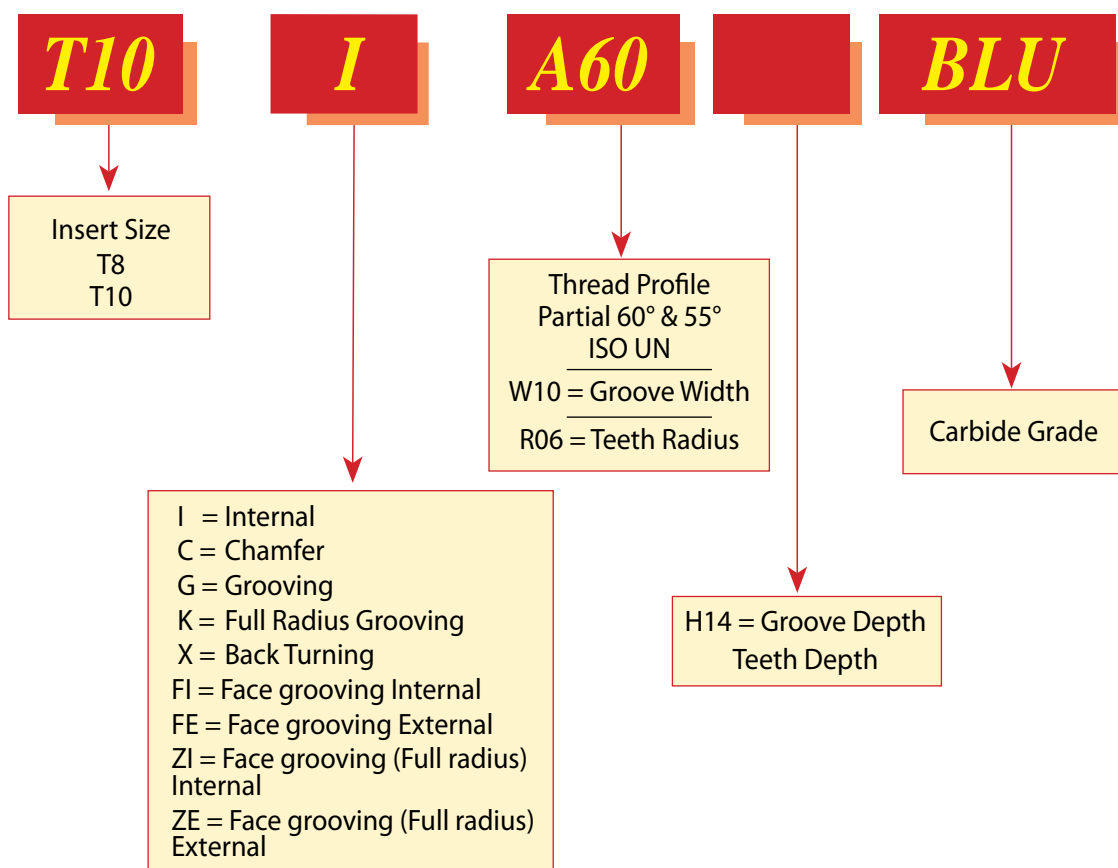 T10 I A60 BLU
Insert Size
T8
T10
Thread Profile
Partial 60° & 55°
ISO UN
W10 = Groove Width
R06 = Teeth Radius
Carbide Grade
I = Internal
C = Chamfer
G = Grooving
K = Full Radius Grooving
X = Back Turning
FI = Face grooving Internal
FE = Face grooving External
ZI = Face grooving (Full radius)
Internal
ZE = Face grooving (Full radius)
External
H14 = Groove Depth
Teeth Depth